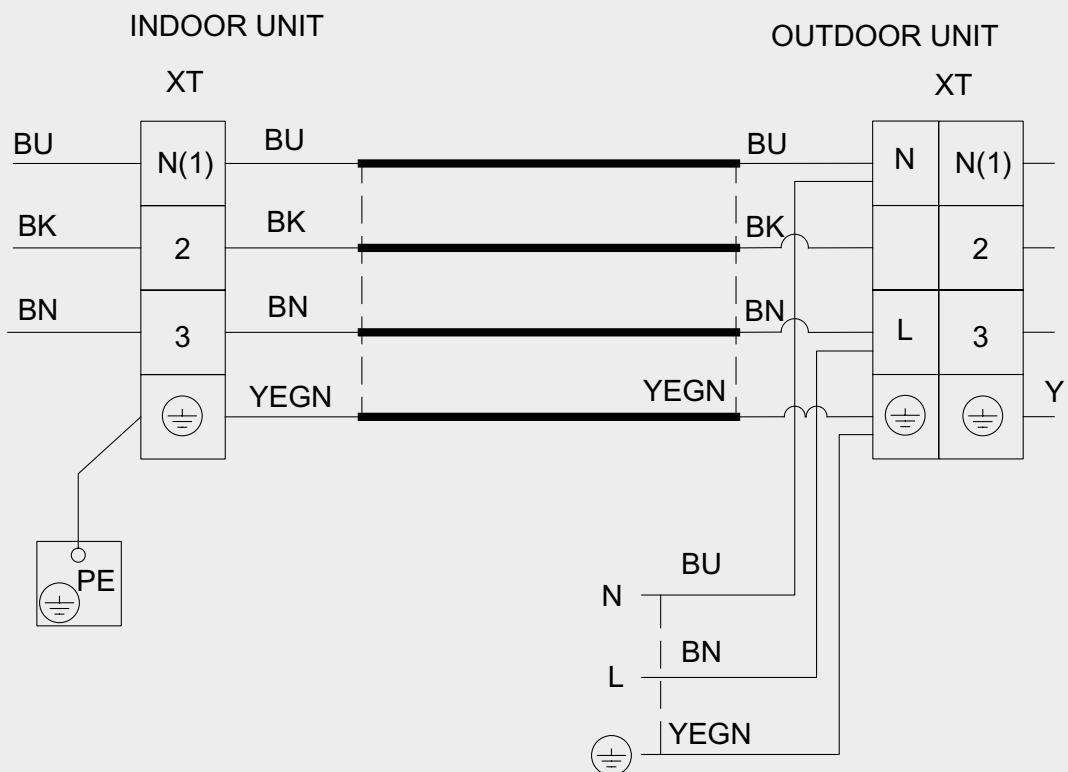 INDOOR UNIT
OUTDOOR UNIT
XT
XT
BU
N(1)
BU
BU
N
N(1)
BK
2
BK
BK
2
BN
3
BN
BN
L
3
YEGN
YEGN
Y
PE
N
BU
L
BN
YEGN